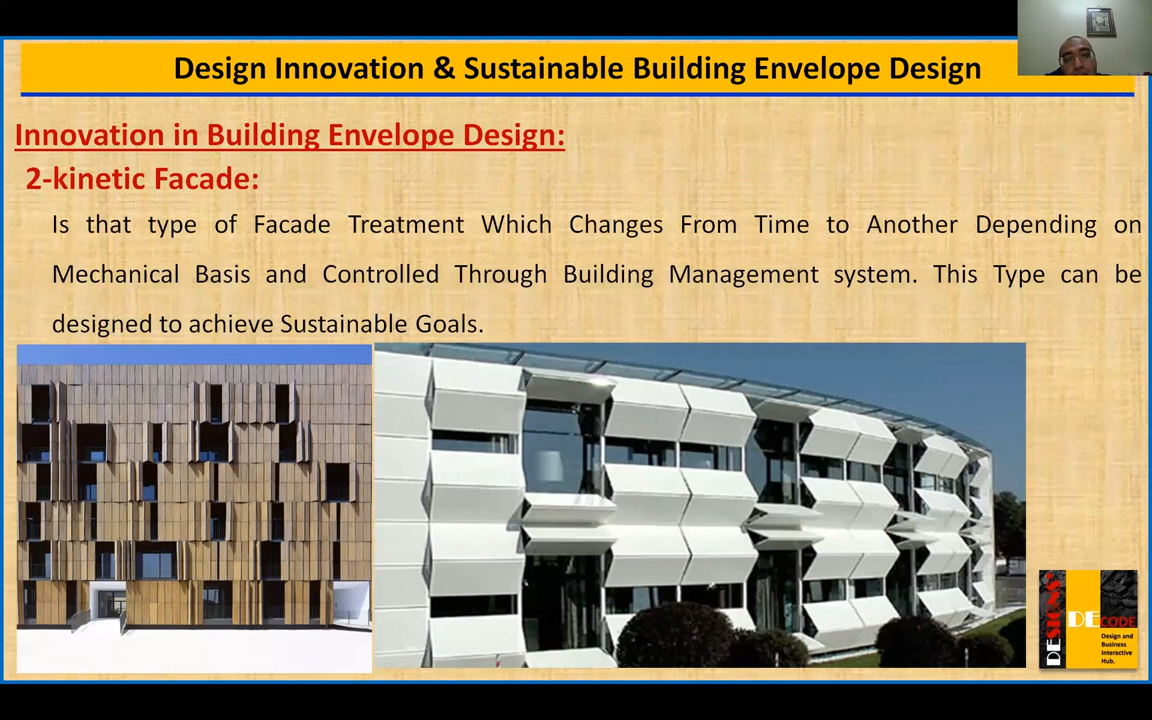 Design Innovation & Sustainable Building Envelope Design
Innovation in Building Envelope Design:
2-kinetic Facade:
Is that type of Facade Treatment Which Changes From Time to Another Depending on
Mechanical Basis and Controlled Through Building Management system. This Type can be
designed to achieve Sustainable Goals.
DESIGNS'
DECODE
Design and
Business
Interactive
Hub.